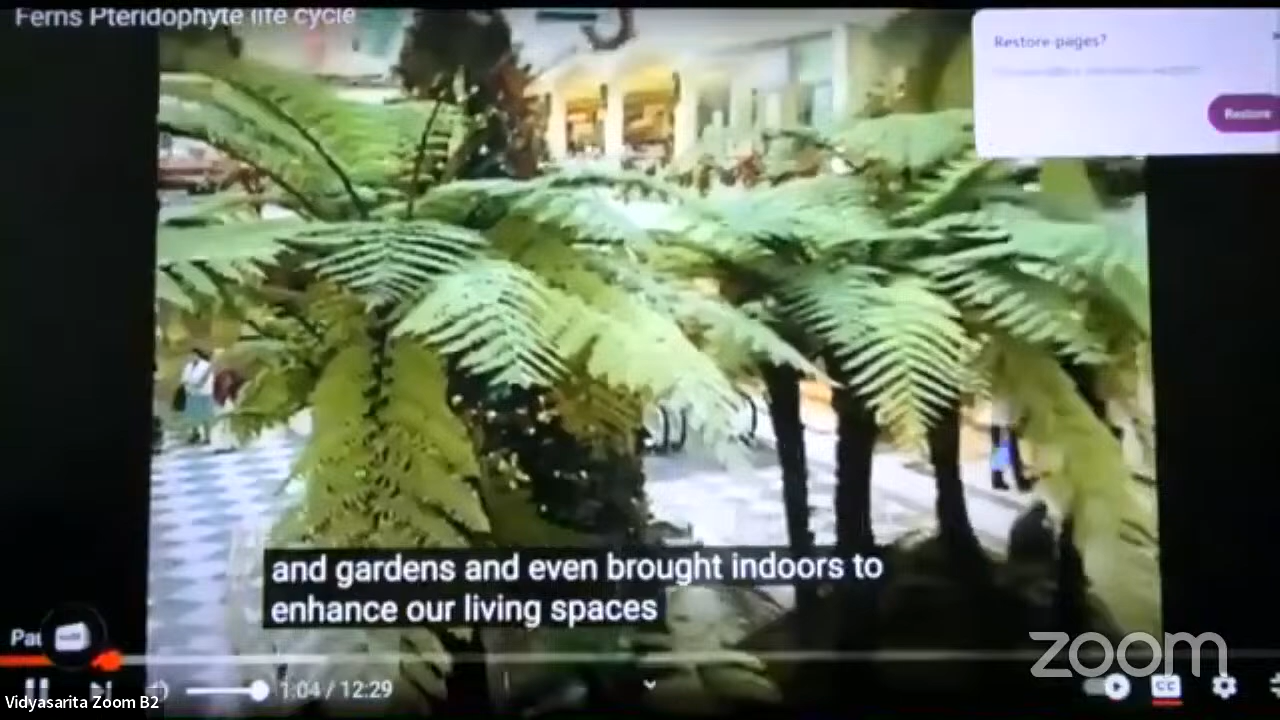 Ferns Pteridophyte life cycle
Restore pages?
Restore
and gardens and even brought indoors to
enhance our living spaces
zoom
1:04 / 12:29
CC
Vidyasarita Zoom B2